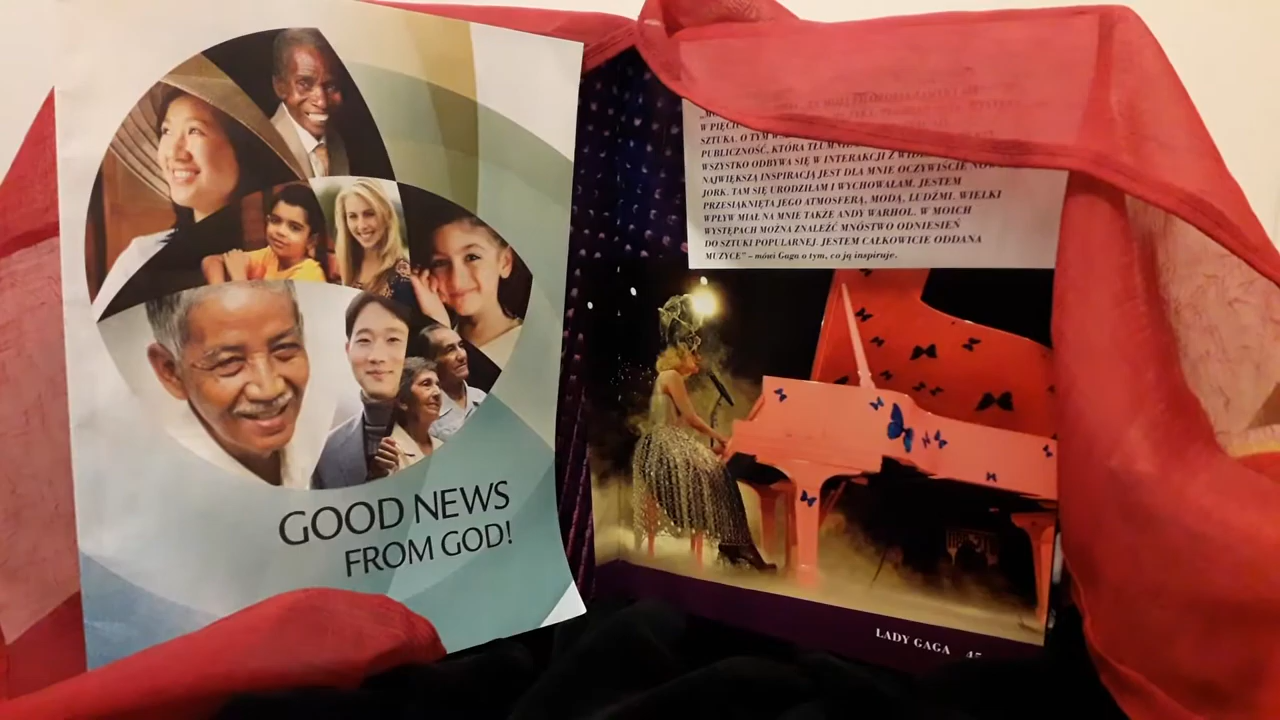 GOOD NEWS
FROM GOD!
W PIĘCI
SZTUKA. O TYM
PUBLICZNOŚĆ, KTÓRA TŁUMNIE
WSZYSTKO ODBYWA SIĘ W INTERAKCJI Z
NAJWIĘKSZĄ INSPIRACJĄ JEST DLA MNIE OCZYWIŚCIE
JORK. TAM SIĘ URODZIŁAM I WYCHOWAŁAM. JESTEM
PRZESIĄKNIĘTA JEGO ATMOSFERĄ, MODĄ, LUDŹMI. WIELKI
WPŁYW MIAŁ NA MNIE TAKŻE ANDY WARHOL. W MOICH
WYSTĘPACH MOŻNA ZNALEŹĆ MNÓSTWO ODNIESIEŃ
DO SZTUKI POPULARNEJ. JESTEM CAŁKOWICIE ODDANA
MUZYCE" – mówi Gaga o tym, co ją inspiruje.
LADY GAGA